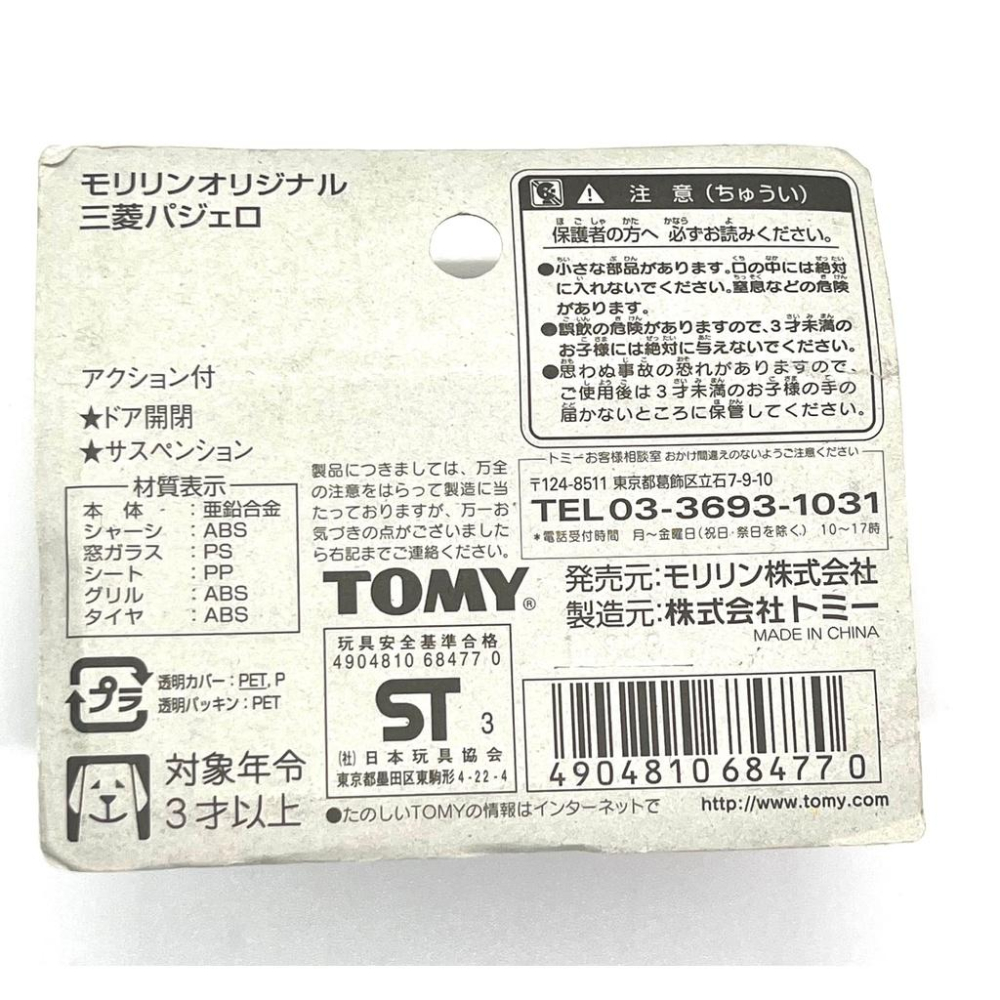 モリリンオリジナル
三菱パジェロ
アクション付
★ドア開閉
★サスペンション
材質表示
本体:亜鉛合金
シャーシ:ABS
窓ガラス:PS
シート:PP
グリル:ABS
タイヤ:ABS
プラ
透明カバー:PET, P
透明パッキン:PET
対象年令
3才以上
注意(ちゅうい)
保護者の方へ 必ずお読みください。
●小さな部品があります。口の中には絶対
に入れないでください。窒息などの危険
があります。
●誤飲の危険がありますので、3才未満の
お子様には絶対に与えないでください。
●思わぬ事故の恐れがありますので、
ご使用後は3才未満のお子様の手の
届かないところに保管してください。
製品につきましては、万全
の注意をはらって製造に当
たっておりますが、万一お
気づきの点がございました
ら右記までご連絡ください。
トミーお客様相談室 おかけ間違えのないようご注意ください
〒124-8511 東京都葛飾区立石7-9-10
TEL 03-3693-1031
*電話受付時間 月~金曜日(祝日・祭日を除く) 10~17時
TOMY®
発売元:モリリン株式会社
製造元:株式会社トミー
MADE IN CHINA
玩具安全基準合格
4904810 68477 0
ST 3
(社)日本玩具協会
東京都墨田区東駒形4-22-4
4904810684770
●たのしいTOMYの情報はインターネットで
http://www.tomy.com